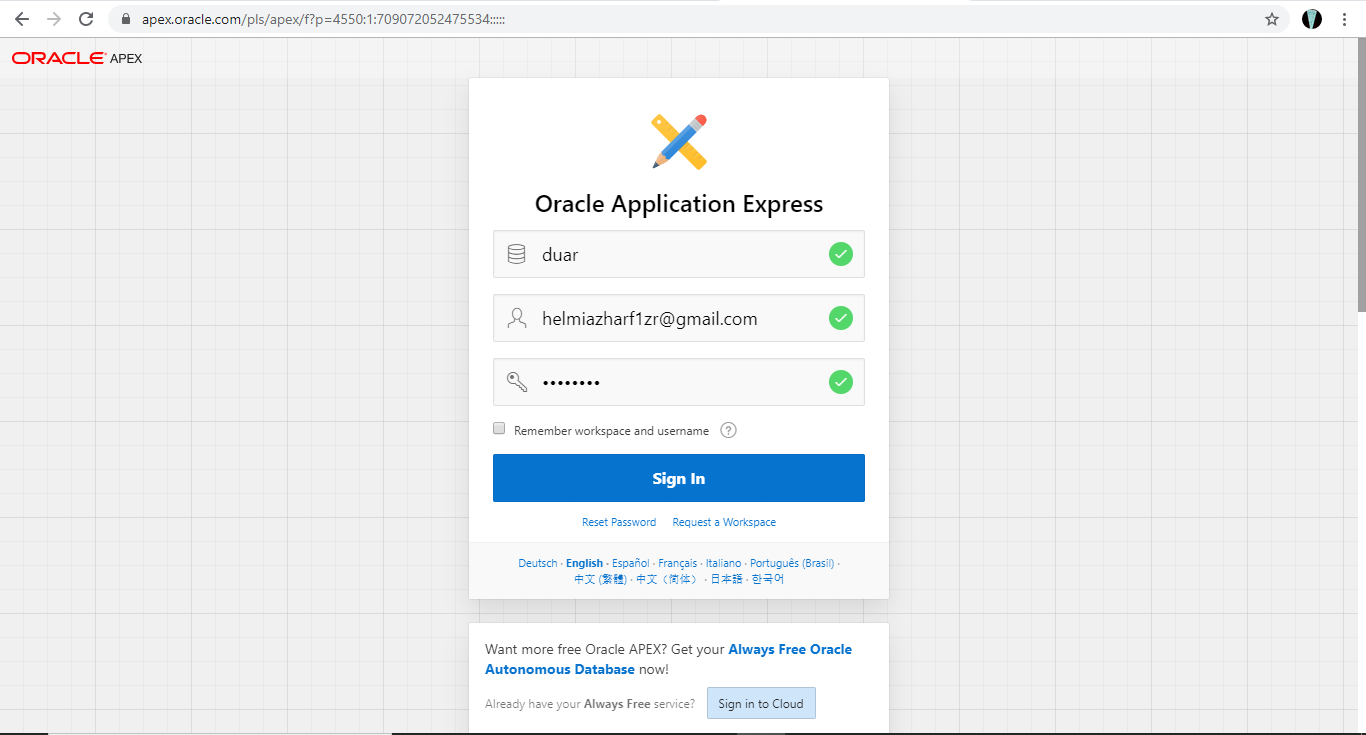 apex.oracle.com/pls/apex/f?p=4550:1:709072052475534:::::
ORACLE APEX
Oracle Application Express
duar
helmiazharf1zr@gmail.com
••••••••
Remember workspace and username ?
Sign In
Reset Password Request a Workspace
Deutsch · English · Español · Français · Italiano · Português (Brasil) ·
中文 (繁體) · 中文（简体） · 日本語 · 한국어
Want more free Oracle APEX? Get your Always Free Oracle
Autonomous Database now!
Already have your Always Free service? Sign in to Cloud